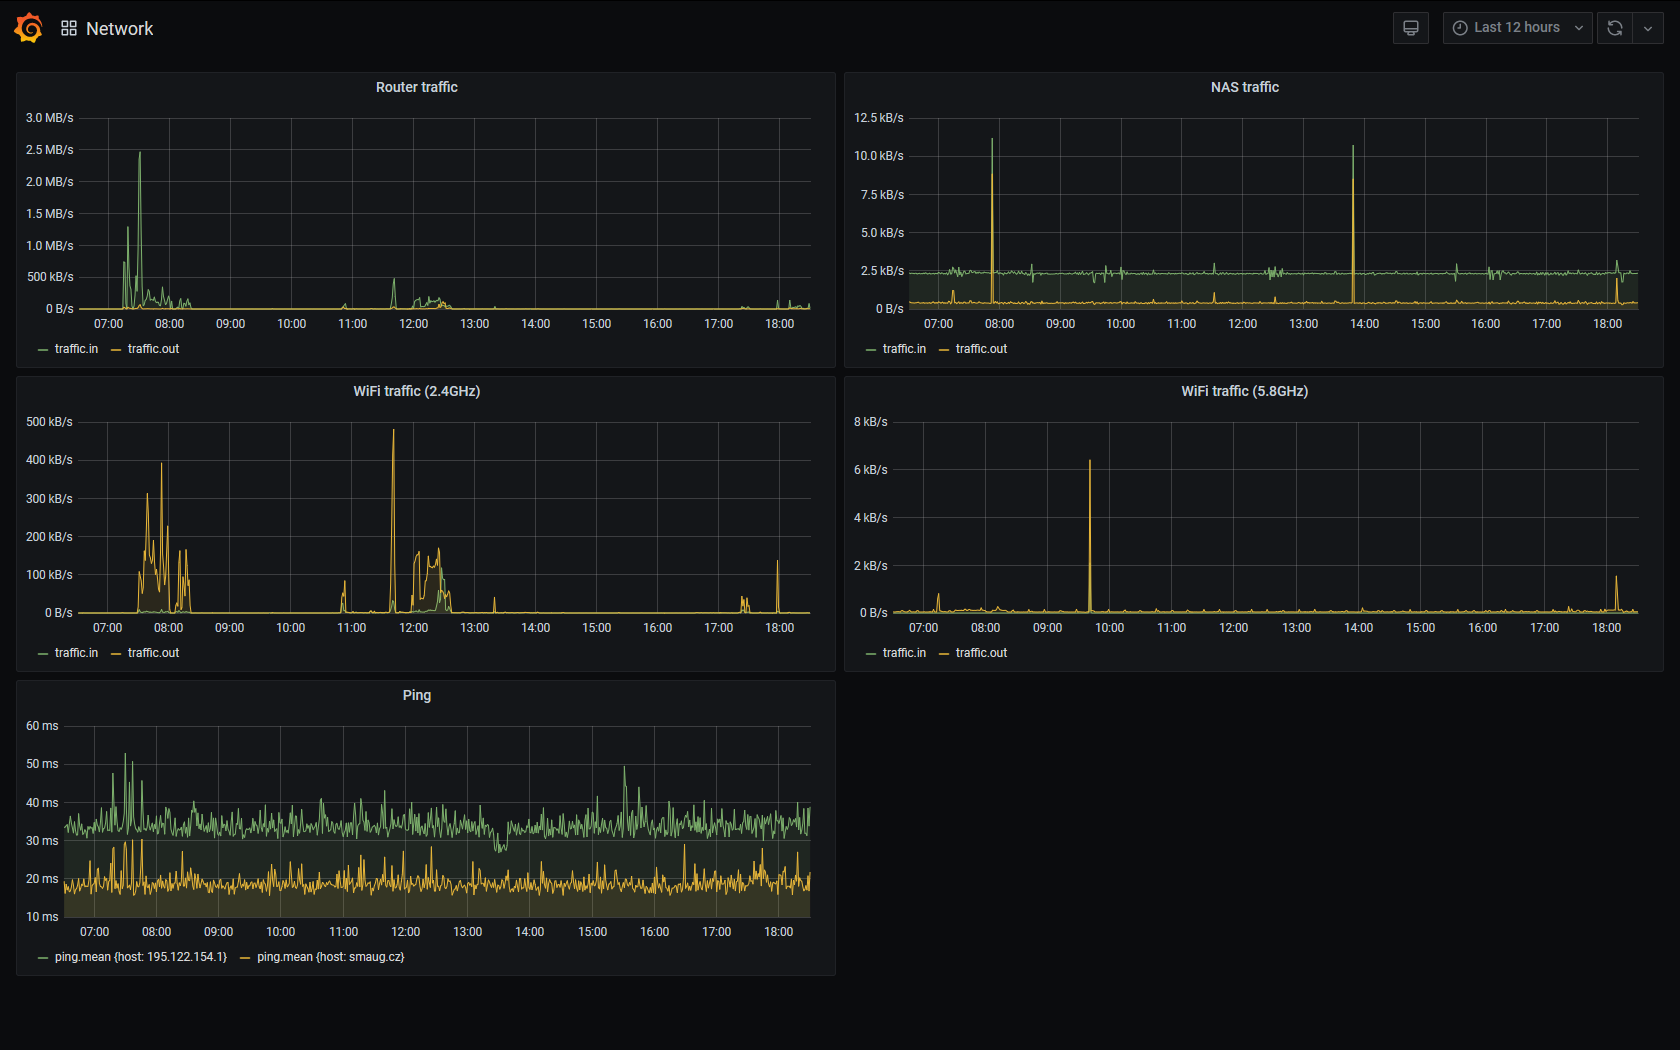 Network
Last 12 hours
Router traffic
3.0 MB/s
2.5 MB/s
2.0 MB/s
1.5 MB/s
1.0 MB/s
500 kB/s
0 B/s
07:00 08:00 09:00 10:00 11:00 12:00 13:00 14:00 15:00 16:00 17:00 18:00
traffic.in traffic.out
NAS traffic
12.5 kB/s
10.0 kB/s
7.5 kB/s
5.0 kB/s
2.5 kB/s
0 B/s
07:00 08:00 09:00 10:00 11:00 12:00 13:00 14:00 15:00 16:00 17:00 18:00
traffic.in traffic.out
WiFi traffic (2.4GHz)
500 kB/s
400 kB/s
300 kB/s
200 kB/s
100 kB/s
0 B/s
07:00 08:00 09:00 10:00 11:00 12:00 13:00 14:00 15:00 16:00 17:00 18:00
traffic.in traffic.out
WiFi traffic (5.8GHz)
8 kB/s
6 kB/s
4 kB/s
2 kB/s
0 B/s
07:00 08:00 09:00 10:00 11:00 12:00 13:00 14:00 15:00 16:00 17:00 18:00
traffic.in traffic.out
Ping
60 ms
50 ms
40 ms
30 ms
20 ms
10 ms
07:00 08:00 09:00 10:00 11:00 12:00 13:00 14:00 15:00 16:00 17:00 18:00
ping.mean {host: 195.122.154.1} ping.mean {host: smaug.cz}